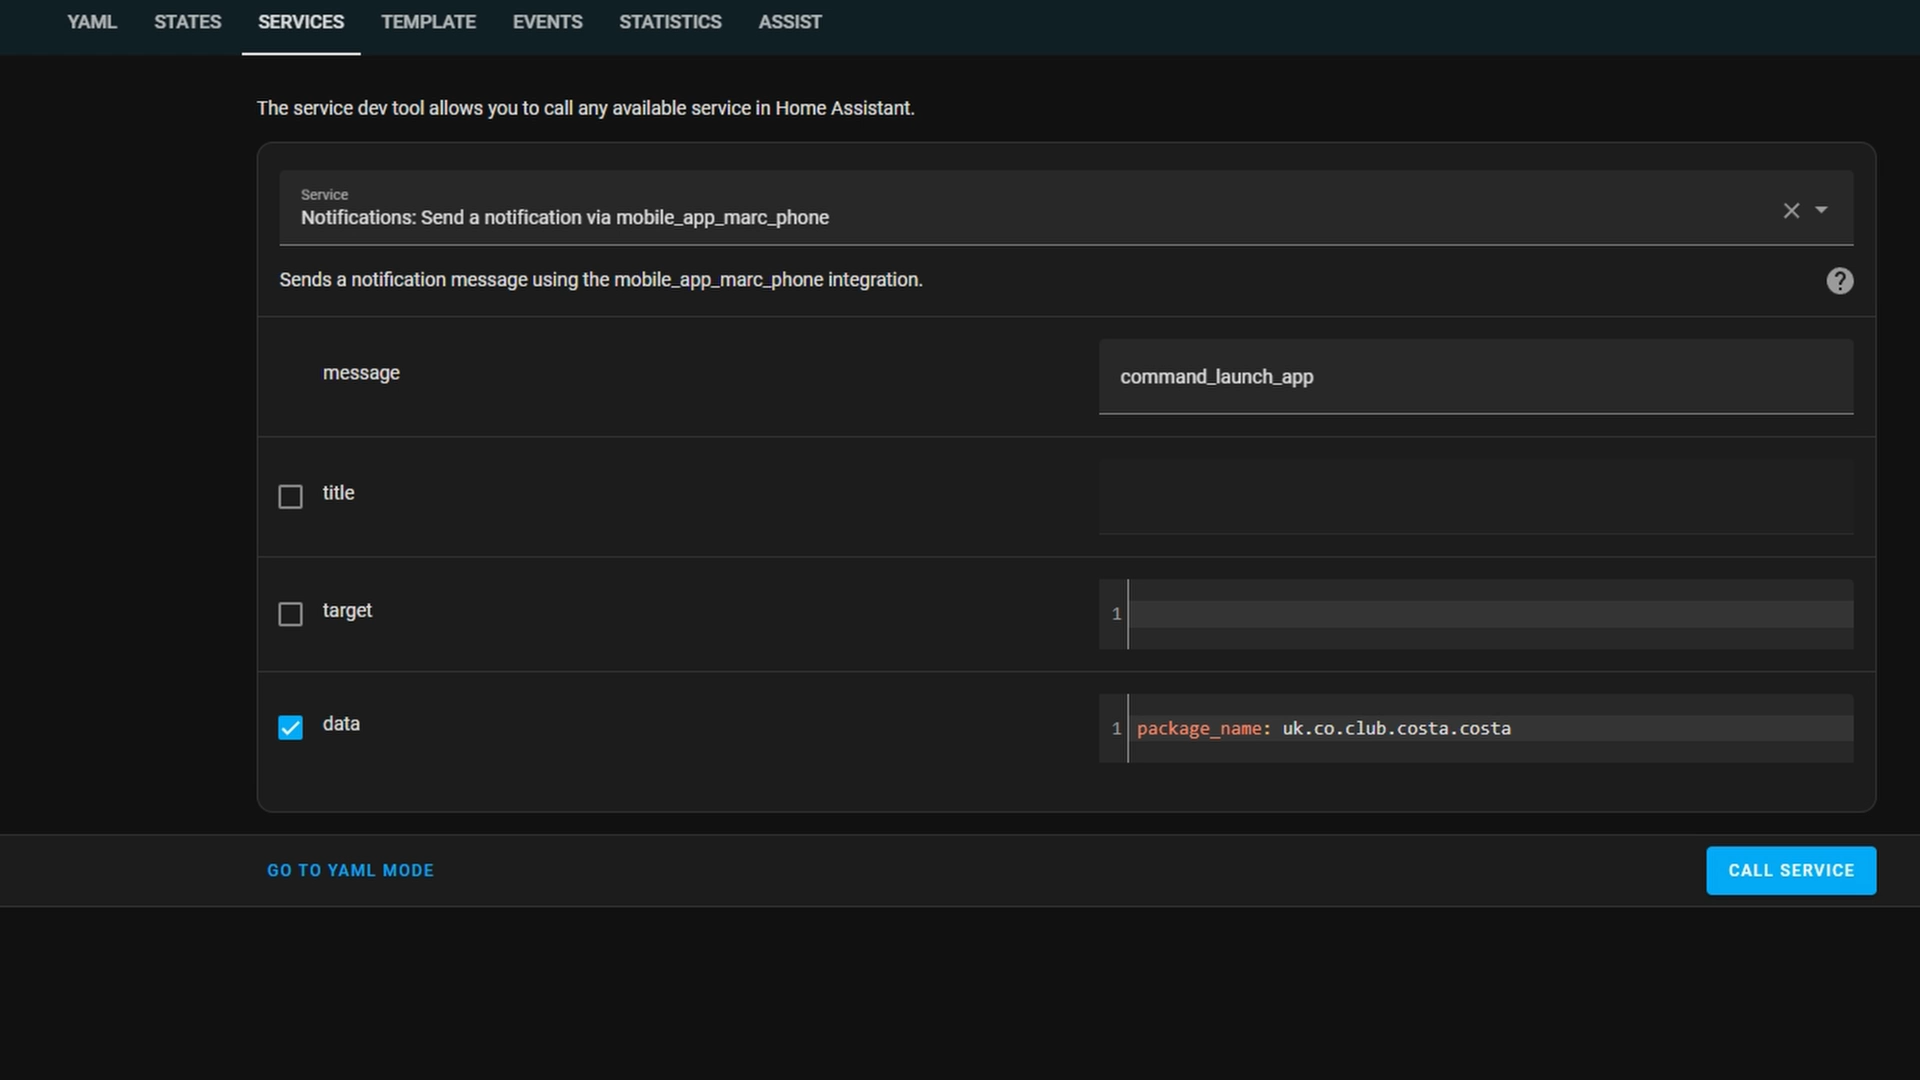 YAML STATES SERVICES TEMPLATE EVENTS STATISTICS ASSIST
The service dev tool allows you to call any available service in Home Assistant.
Service
Notifications: Send a notification via mobile_app_marc_phone
Sends a notification message using the mobile_app_marc_phone integration.
?
message
command_launch_app
title
target
1
data
1 package_name: uk.co.club.costa.costa
GO TO YAML MODE
CALL SERVICE